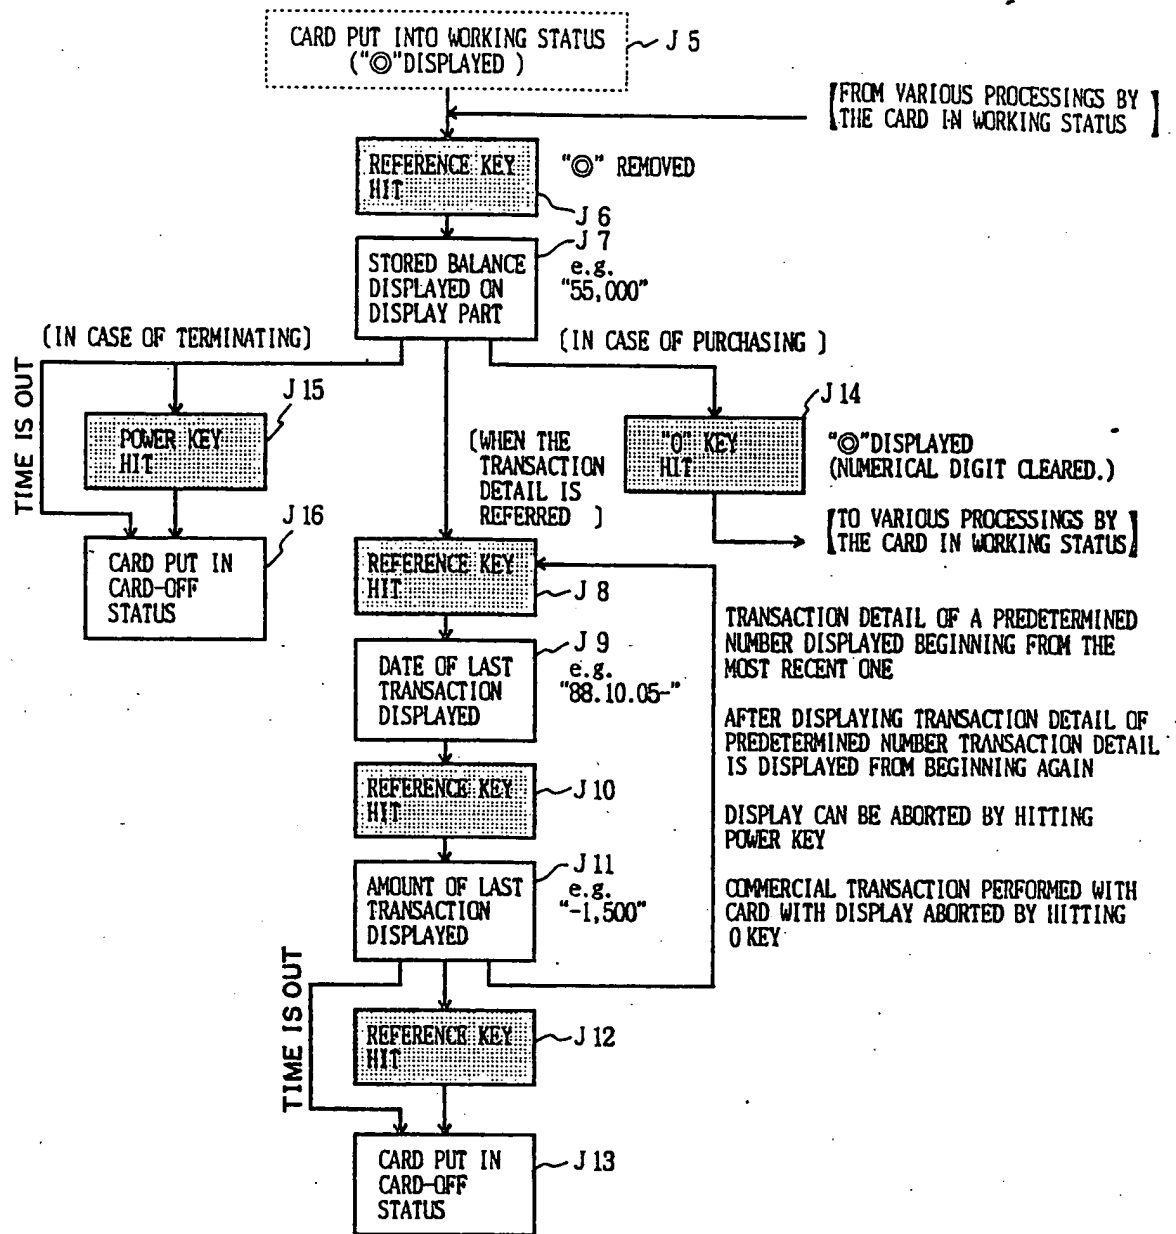 CARD PUT INTO WORKING STATUS
("◎"DISPLAYED )
J 5
[FROM VARIOUS PROCESSINGS BY
THE CARD IN WORKING STATUS ]
REFERENCE KEY
HIT
"◎" REMOVED
J 6
STORED BALANCE
DISPLAYED ON
DISPLAY PART
J 7
e.g.
"55,000"
(IN CASE OF TERMINATING)
(IN CASE OF PURCHASING )
TIME IS OUT
POWER KEY
HIT
J 15
CARD PUT IN
CARD-OFF
STATUS
J 16
(WHEN THE
TRANSACTION
DETAIL IS
REFERRED )
"0" KEY
HIT
J 14
"◎"DISPLAYED
(NUMERICAL DIGIT CLEARED.)
[TO VARIOUS PROCESSINGS BY
THE CARD IN WORKING STATUS]
REFERENCE KEY
HIT
J 8
DATE OF LAST
TRANSACTION
DISPLAYED
J 9
e.g.
"88.10.05-"
REFERENCE KEY
HIT
J 10
AMOUNT OF LAST
TRANSACTION
DISPLAYED
J 11
e.g.
"-1,500"
TRANSACTION DETAIL OF A PREDETERMINED
NUMBER DISPLAYED BEGINNING FROM THE
MOST RECENT ONE
AFTER DISPLAYING TRANSACTION DETAIL OF
PREDETERMINED NUMBER TRANSACTION DETAIL
IS DISPLAYED FROM BEGINNING AGAIN
DISPLAY CAN BE ABORTED BY HITTING
POWER KEY
COMMERCIAL TRANSACTION PERFORMED WITH
CARD WITH DISPLAY ABORTED BY HITTING
0 KEY
TIME IS OUT
REFERENCE KEY
HIT
J 12
CARD PUT IN
CARD-OFF
STATUS
J 13